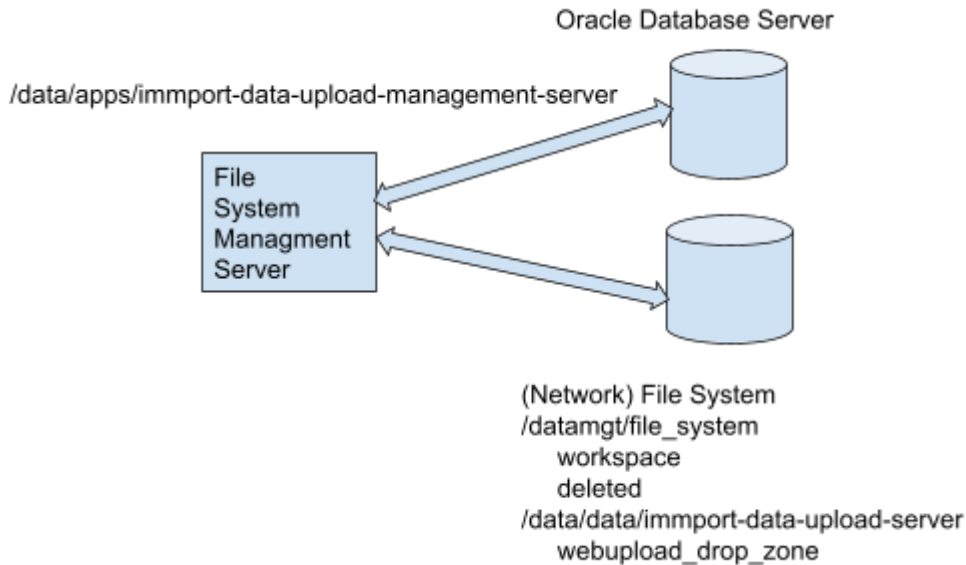 Oracle Database Server
/data/apps/immport-data-upload-management-server
File
System
Managment
Server
(Network) File System
/datamgt/file_system
workspace
deleted
/data/data/immport-data-upload-server
webupload_drop_zone